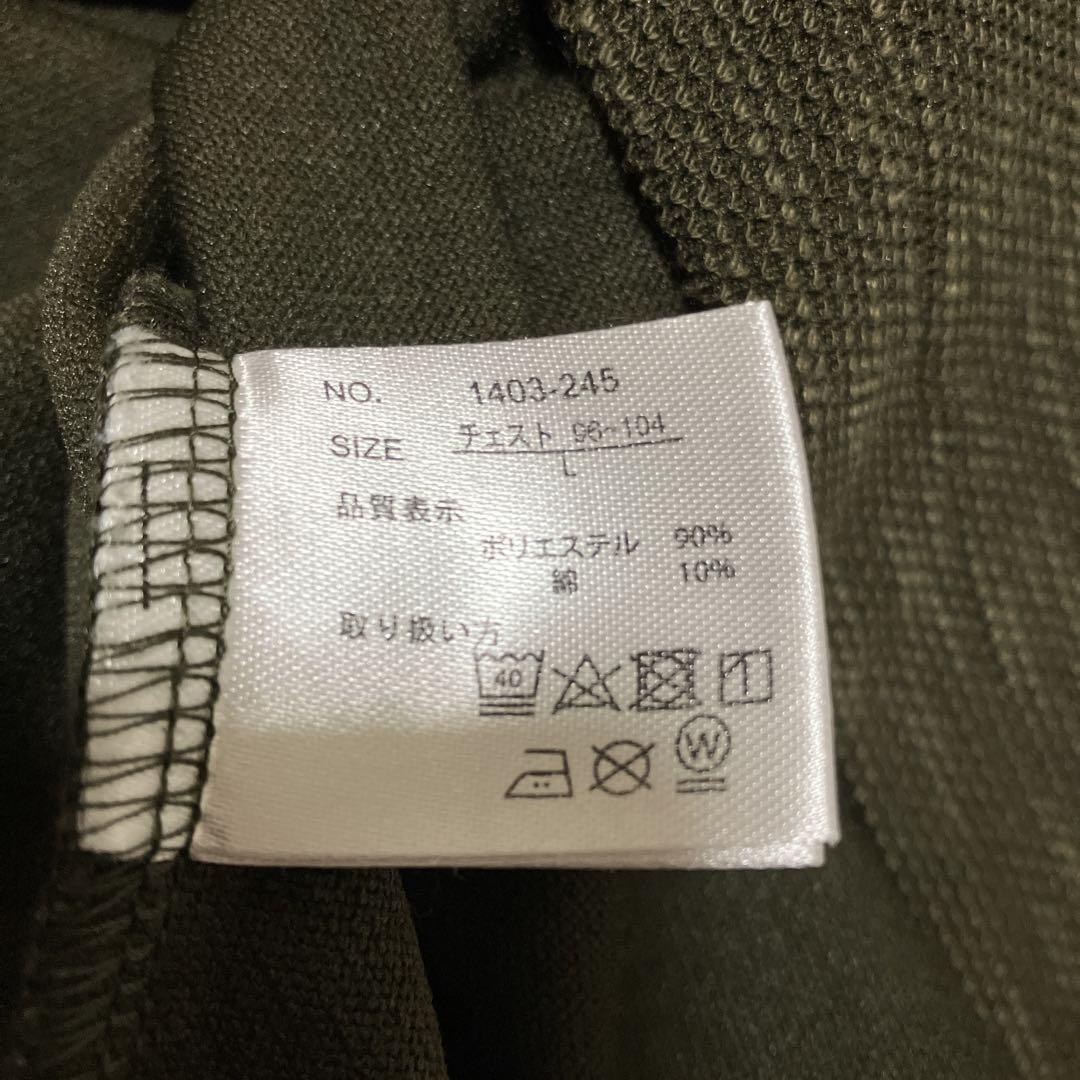 NO. 1403-245
SIZE チェスト 96-104
L
品質表示
ポリエステル 90%
綿 10%
取り扱い方
40
W